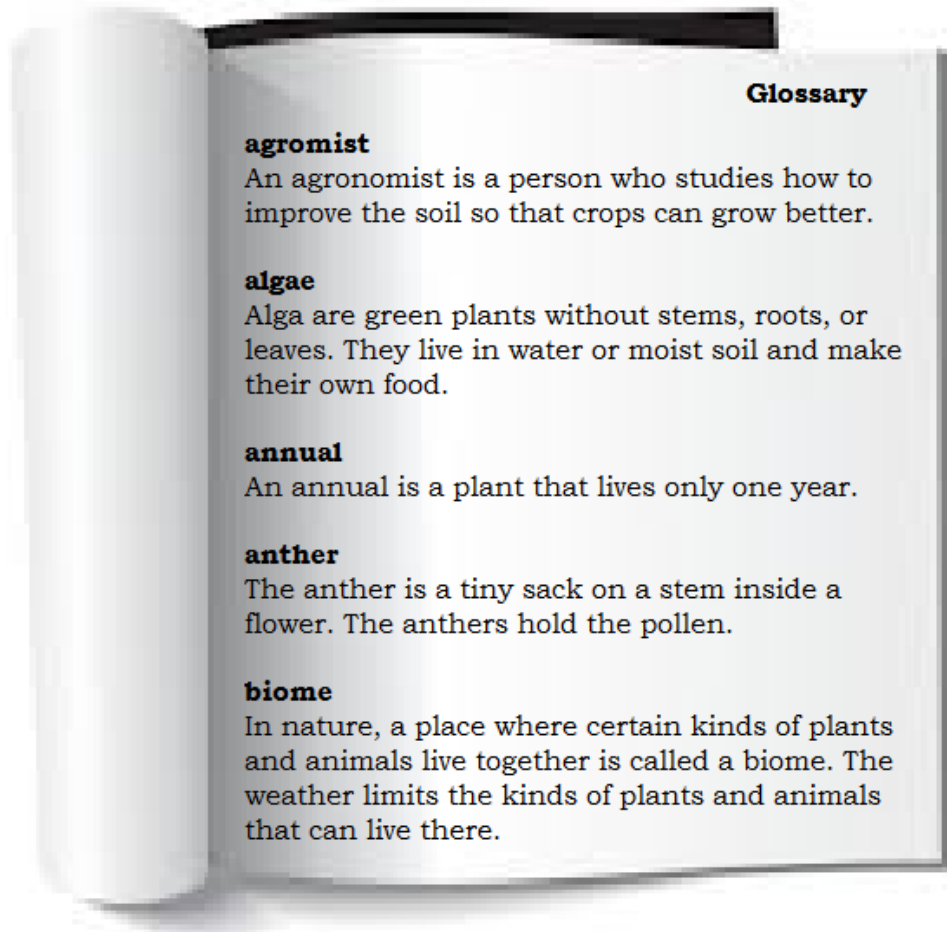 Glossary
agromist
An agronomist is a person who studies how to
improve the soil so that crops can grow better.
algae
Alga are green plants without stems, roots, or
leaves. They live in water or moist soil and make
their own food.
annual
An annual is a plant that lives only one year.
anther
The anther is a tiny sack on a stem inside a
flower. The anthers hold the pollen.
biome
In nature, a place where certain kinds of plants
and animals live together is called a biome. The
weather limits the kinds of plants and animals
that can live there.